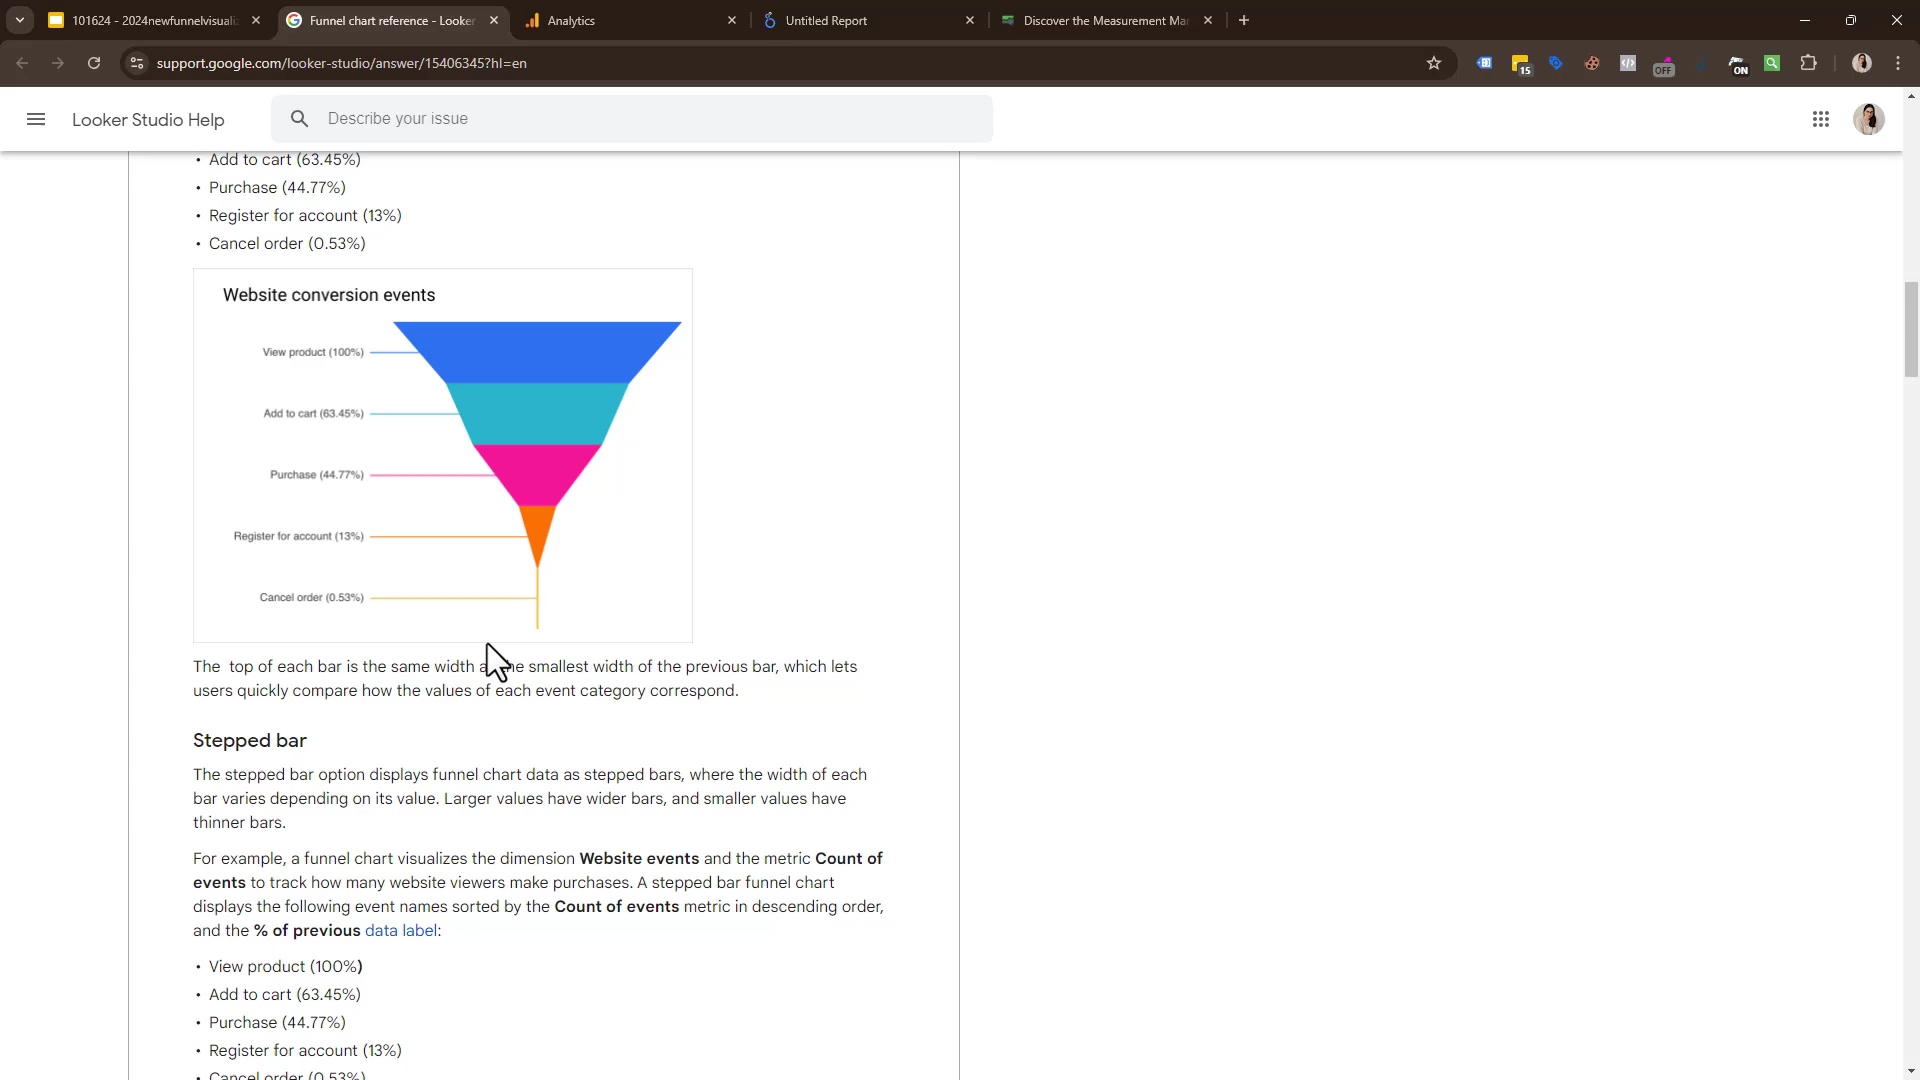 101624 - 2024newfunnelvisuali
Funnel chart reference - Looker
Analytics
Untitled Report
Discover the Measurement Ma
support.google.com/looker-studio/answer/15406345?hl=en
15
OFF
ON
Looker Studio Help
Describe your issue
• Add to cart (63.45%)
• Purchase (44.77%)
• Register for account (13%)
• Cancel order (0.53%)
Website conversion events
View product (100%)
Add to cart (63.45%)
Purchase (44.77%)
Register for account (13%)
Cancel order (0.53%)
The top of each bar is the same width smallest width of the previous bar, which lets
users quickly compare how the values of each event category correspond.
Stepped bar
The stepped bar option displays funnel chart data as stepped bars, where the width of each
bar varies depending on its value. Larger values have wider bars, and smaller values have
thinner bars.
For example, a funnel chart visualizes the dimension Website events and the metric Count of
events to track how many website viewers make purchases. A stepped bar funnel chart
displays the following event names sorted by the Count of events metric in descending order,
and the % of previous data label:
• View product (100%)
• Add to cart (63.45%)
• Purchase (44.77%)
• Register for account (13%)
• Cancel order (0.53%)